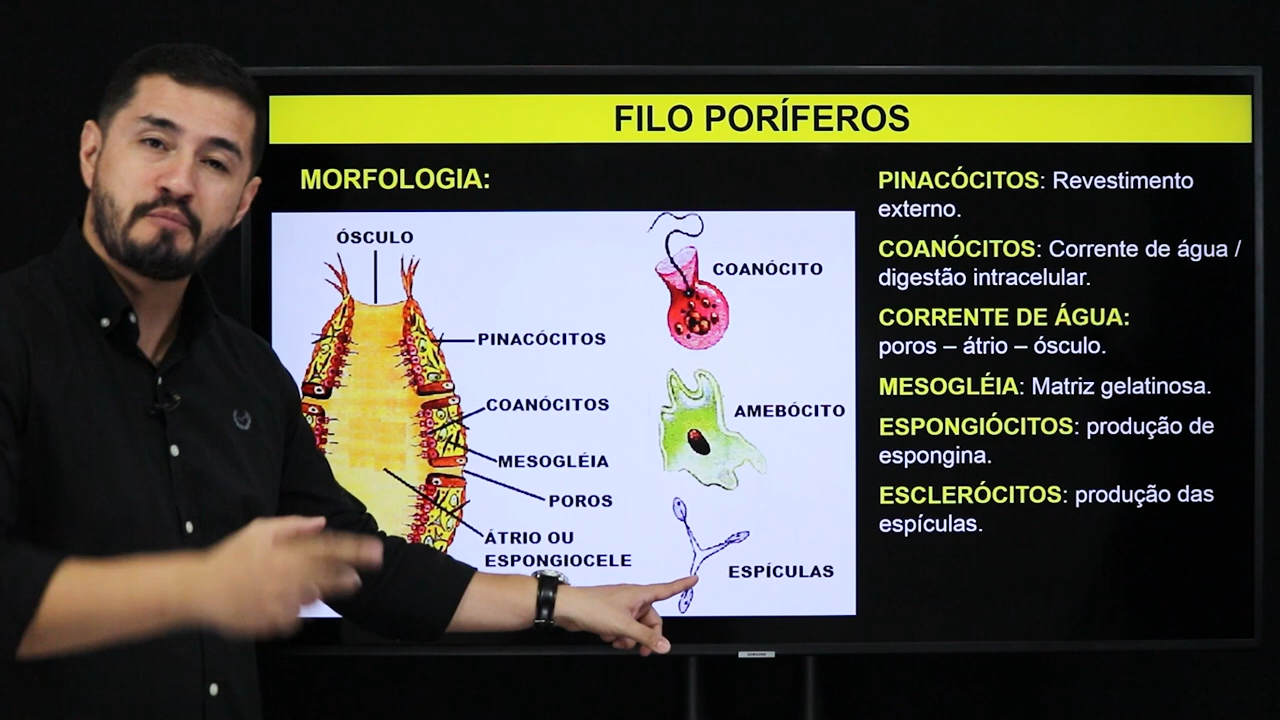 FILO PORÍFEROS
MORFOLOGIA:
ÓSCULO
PINACÓCITOS
COANÓCITOS
MESOGLÉIA
POROS
ÁTRIO OU
ESPONGIOCELE
COANÓCITO
AMEBÓCITO
ESPÍCULAS
PINACÓCITOS: Revestimento
externo.
COANÓCITOS: Corrente de água /
digestão intracelular.
CORRENTE DE ÁGUA:
poros – átrio – ósculo.
MESOGLÉIA: Matriz gelatinosa.
ESPONGIÓCITOS: produção de
espongina.
ESCLERÓCITOS: produção das
espículas.
SAMSUNG